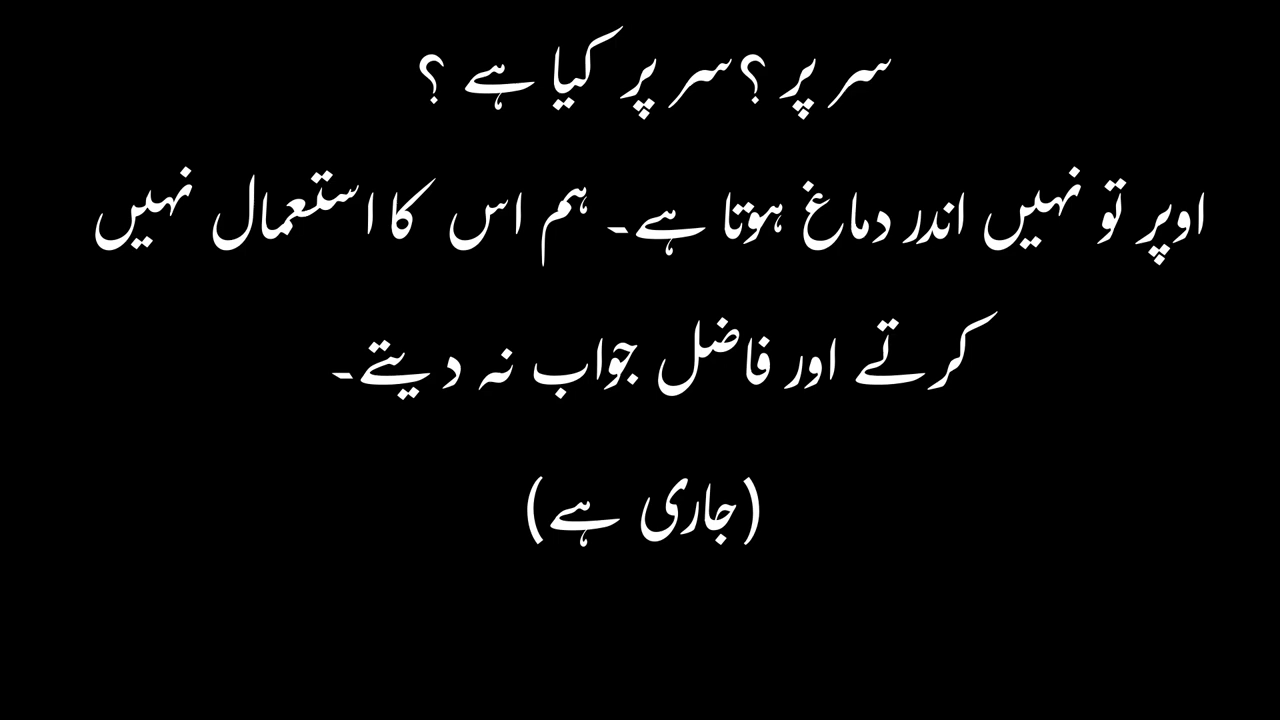 سر پر ؟سر پر کیا ہے ؟
اوپر تو نہیں اندر دماغ ہوتا ہے۔ ہم اس کا استعمال نہیں
کرتے اور فاضل جواب نہ دیتے۔
(جاری ہے)